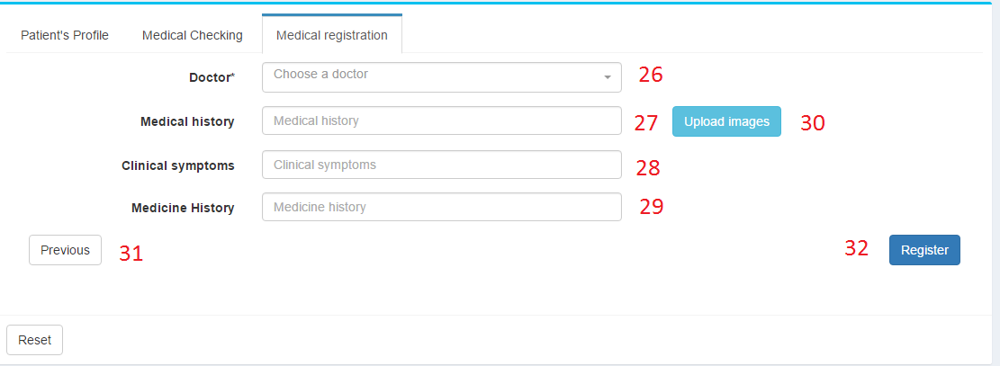 Patient's Profile Medical Checking Medical registration
Doctor* Choose a doctor 26
Medical history Medical history 27 Upload images 30
Clinical symptoms Clinical symptoms 28
Medicine History Medicine history 29
Previous 31 32 Register
Reset